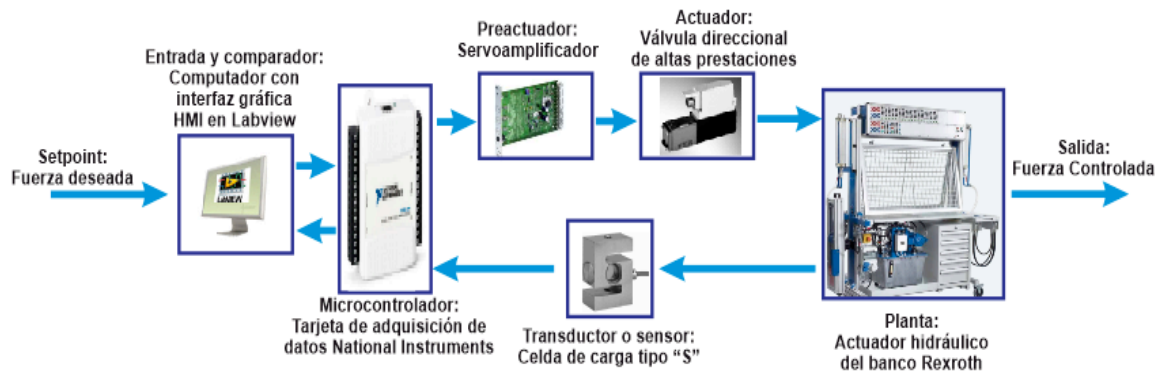 Preactuador:
Servoamplificador
Actuador:
Válvula direccional
de altas prestaciones
Entrada y comparador:
Computador con
interfaz gráfica
HMI en Labview
Setpoint:
Fuerza deseada
LabVIEW
Salida:
Fuerza Controlada
Microcontrolador:
Tarjeta de adquisición de
datos National Instruments
Transductor o sensor:
Celda de carga tipo “S”
Planta:
Actuador hidráulico
del banco Rexroth